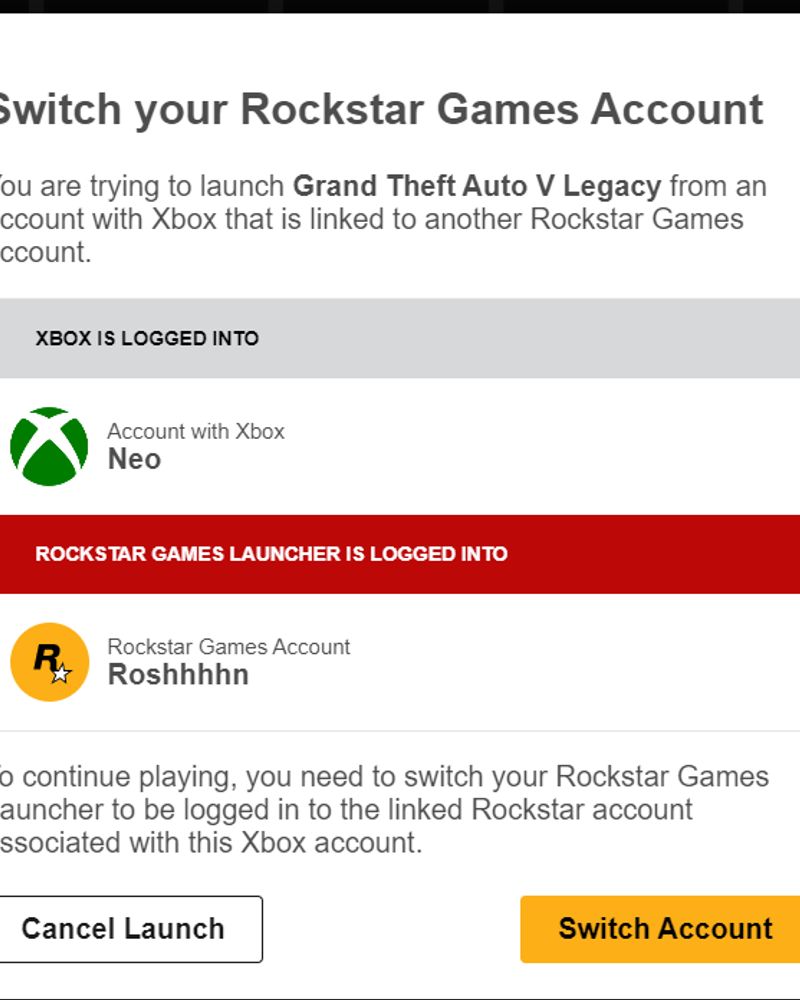 Switch your Rockstar Games Account
You are trying to launch Grand Theft Auto V Legacy from an
ccount with Xbox that is linked to another Rockstar Games
ccount.
XBOX IS LOGGED INTO
Account with Xbox
Neo
ROCKSTAR GAMES LAUNCHER IS LOGGED INTO
R
Rockstar Games Account
Roshhhhn
To continue playing, you need to switch your Rockstar Games
auncher to be logged in to the linked Rockstar account
ssociated with this Xbox account.
Cancel Launch
Switch Account